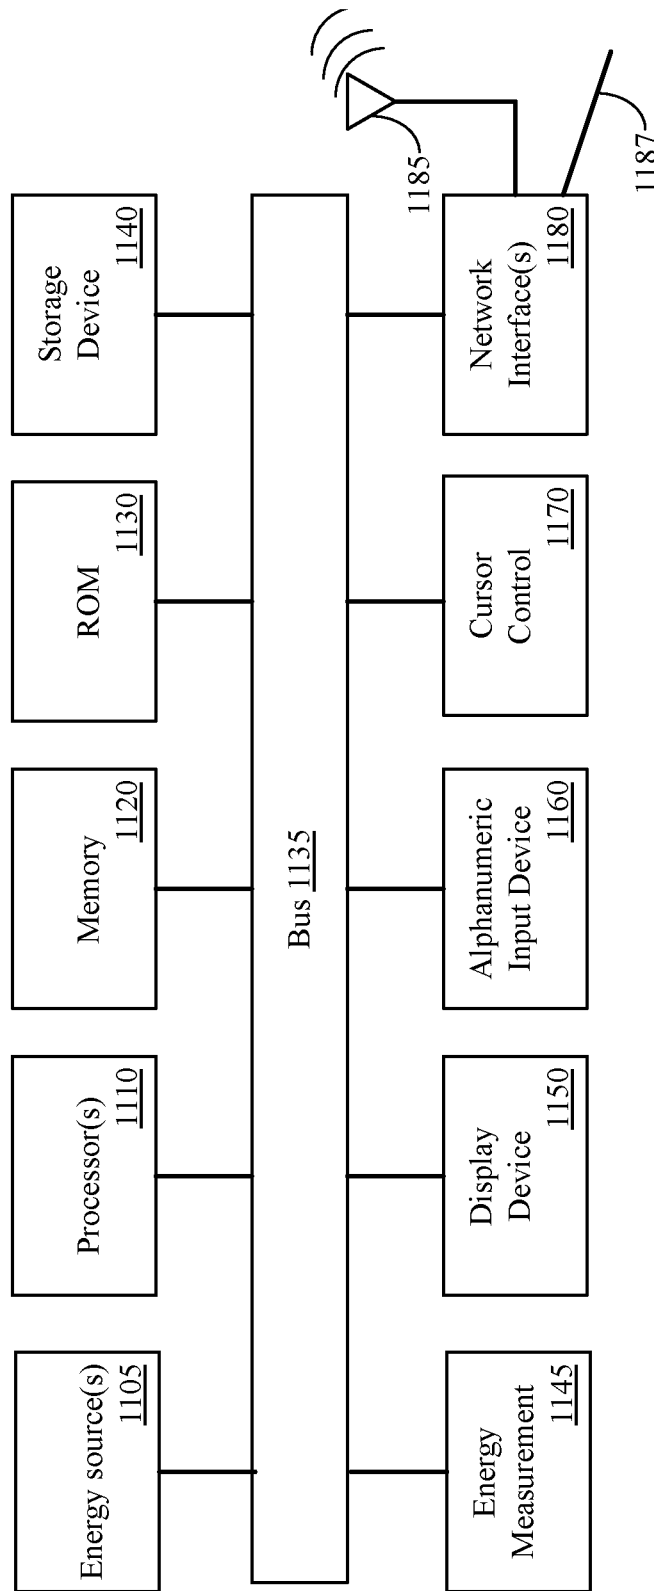 Energy source(s)
1105
Processor(s)
1110
Memory
1120
ROM
1130
Storage
Device
1140
Bus 1135
Energy
Measurement
1145
Display
Device
1150
Alphanumeric
Input Device
1160
Cursor
Control
1170
Network
Interface(s)
1180
1185
1187